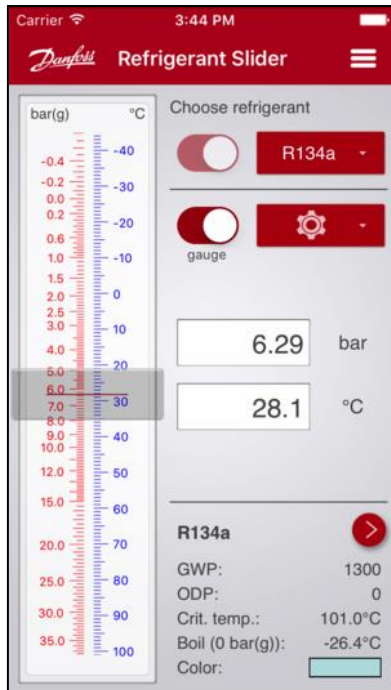 Carrier 3:44 PM
Danfoss Refrigerant Slider
bar(g) °C
Choose refrigerant
R134a
gauge
6.29 bar
28.1 °C
-0.4
-0.2
0.0
0.2
0.6
1.0
1.5
2.0
2.5
3.0
4.0
5.0
6.0
7.0
8.0
9.0
10.0
12.0
15.0
20.0
25.0
30.0
35.0
-40
-30
-20
-10
0
10
20
30
40
50
60
70
80
90
100
R134a
GWP: 1300
ODP: 0
Crit. temp.: 101.0°C
Boil (0 bar(g)): -26.4°C
Color: